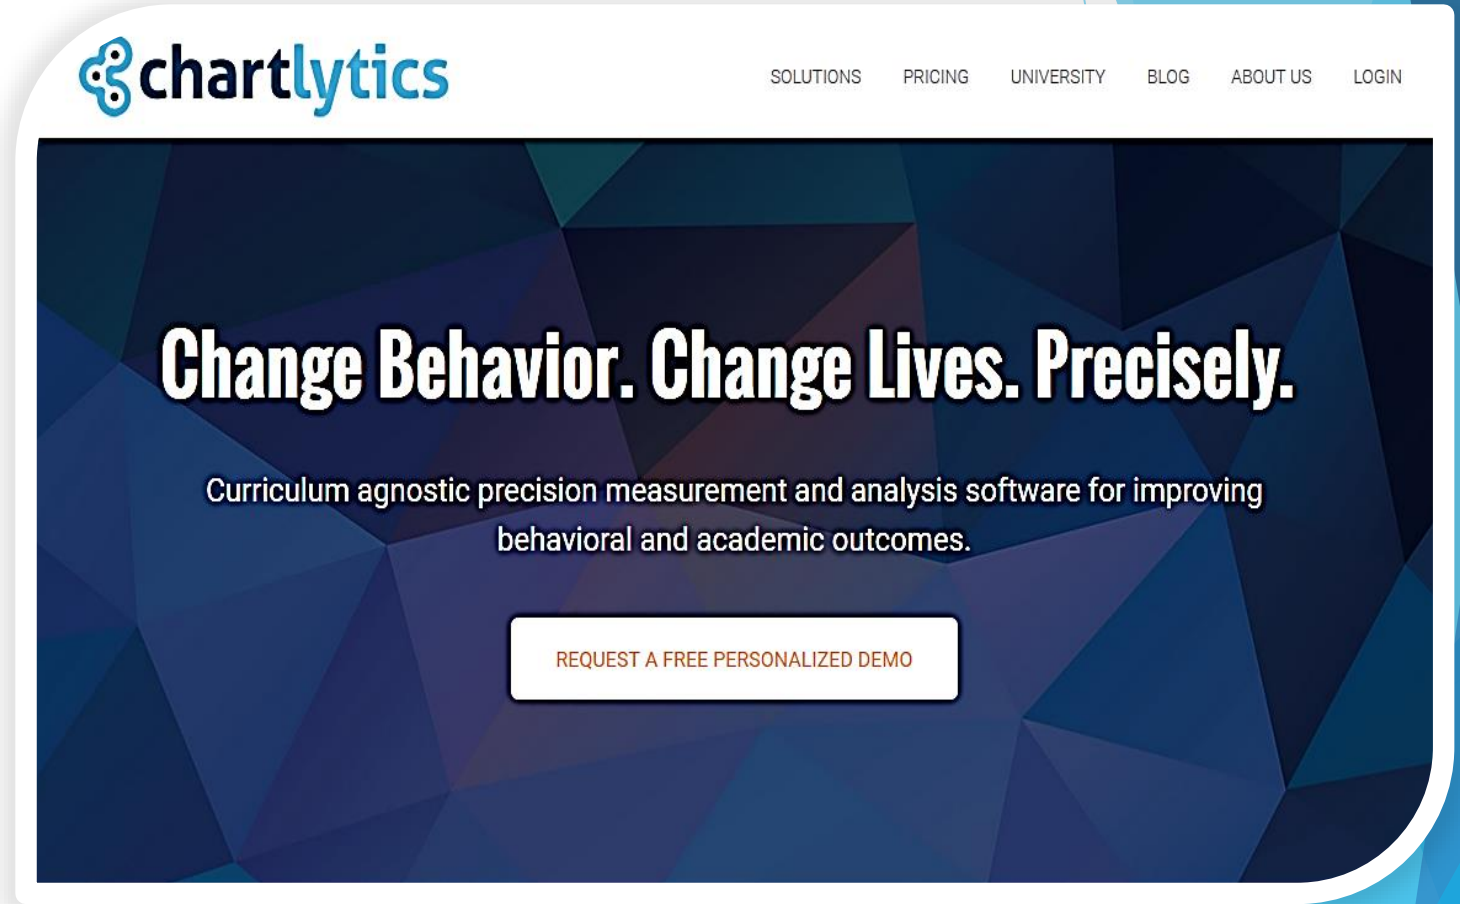 chartlytics
SOLUTIONS PRICING UNIVERSITY BLOG ABOUT US LOGIN
Change Behavior. Change Lives. Precisely.
Curriculum agnostic precision measurement and analysis software for improving
behavioral and academic outcomes.
REQUEST A FREE PERSONALIZED DEMO